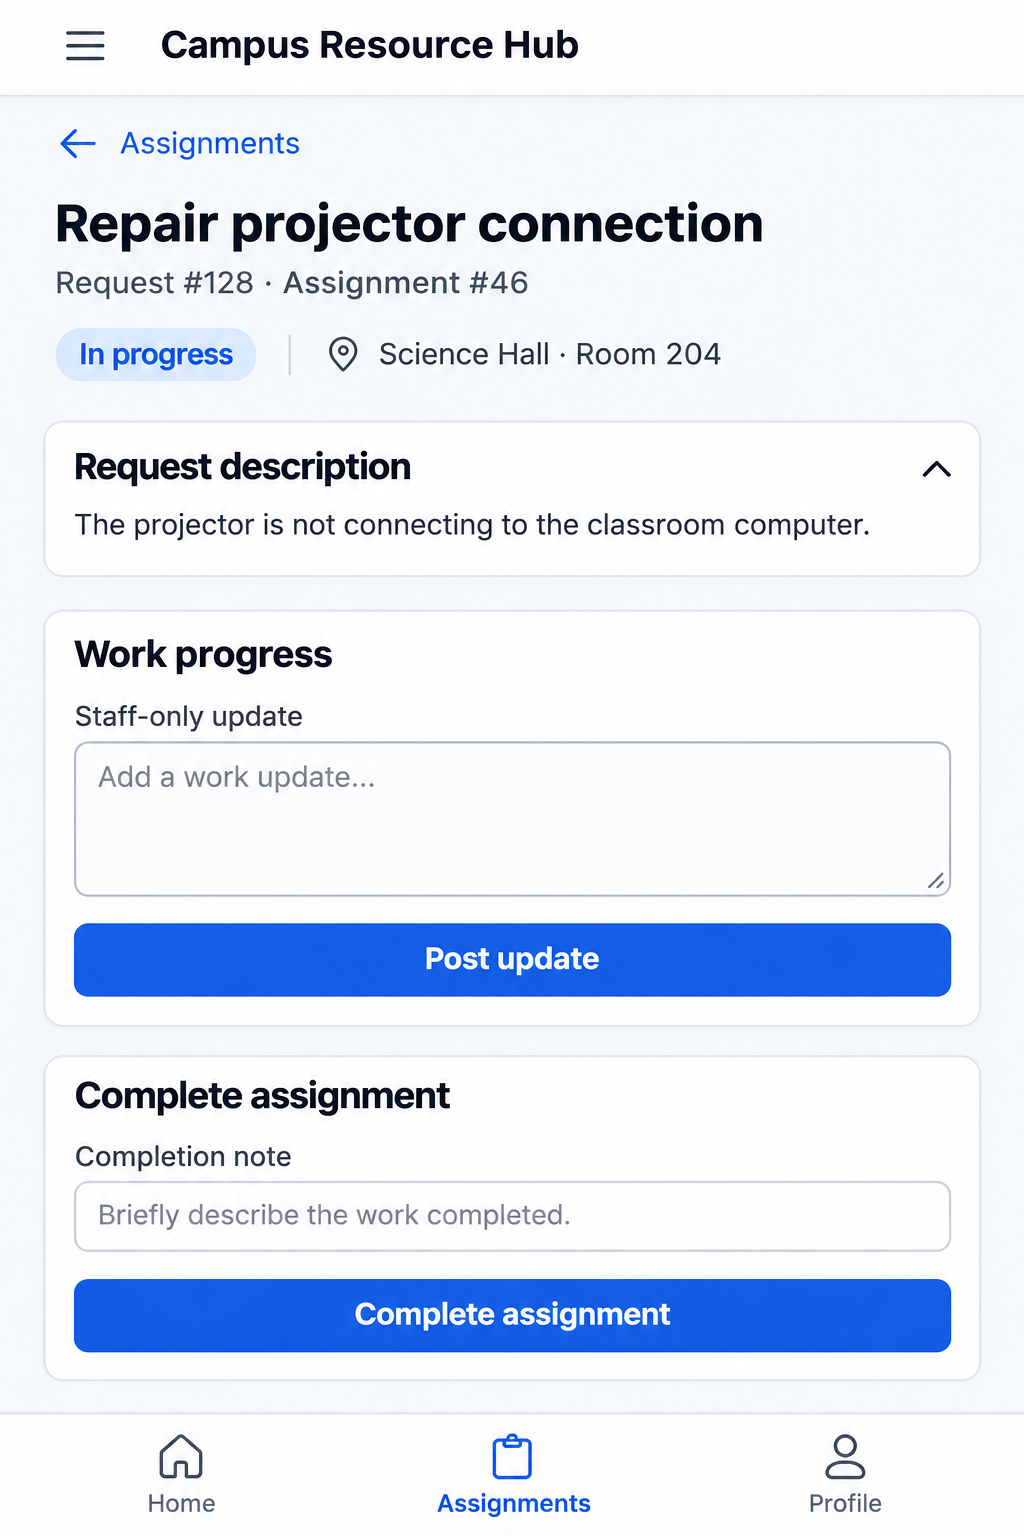 Campus Resource Hub
Assignments
Repair projector connection
Request #128 · Assignment #46
In progress
Science Hall · Room 204
Request description
The projector is not connecting to the classroom computer.
Work progress
Staff-only update
Add a work update...
Post update
Complete assignment
Completion note
Briefly describe the work completed.
Complete assignment
Home
Assignments
Profile